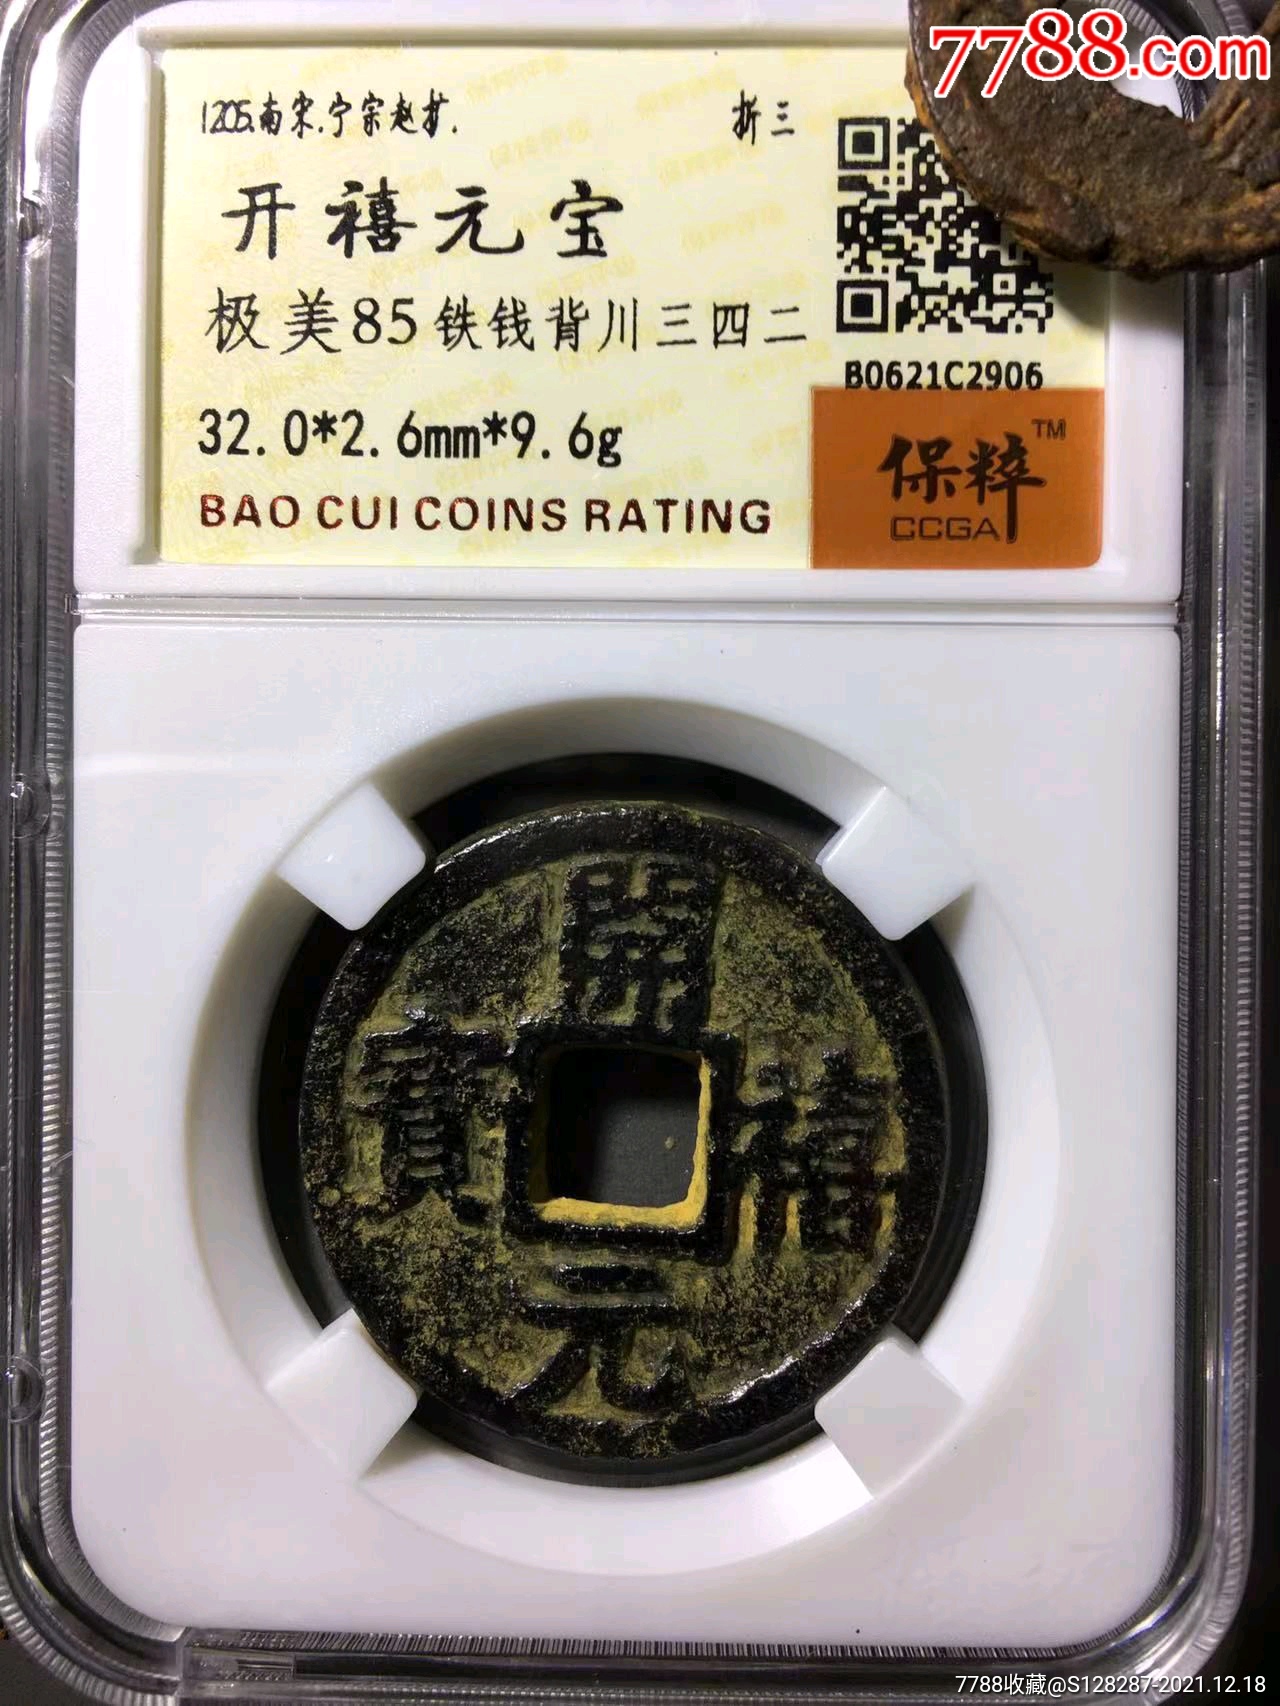 7788.com
1205.南宋.宁宗赵扩. 折三
开禧元宝
极美85铁钱背川三四二
B0621C2906
32.0*2.6mm*9.6g
保粹™
CCGA
BAO CUI COINS RATING
開
寶 禧
元
7788收藏@S128287-2021.12.18